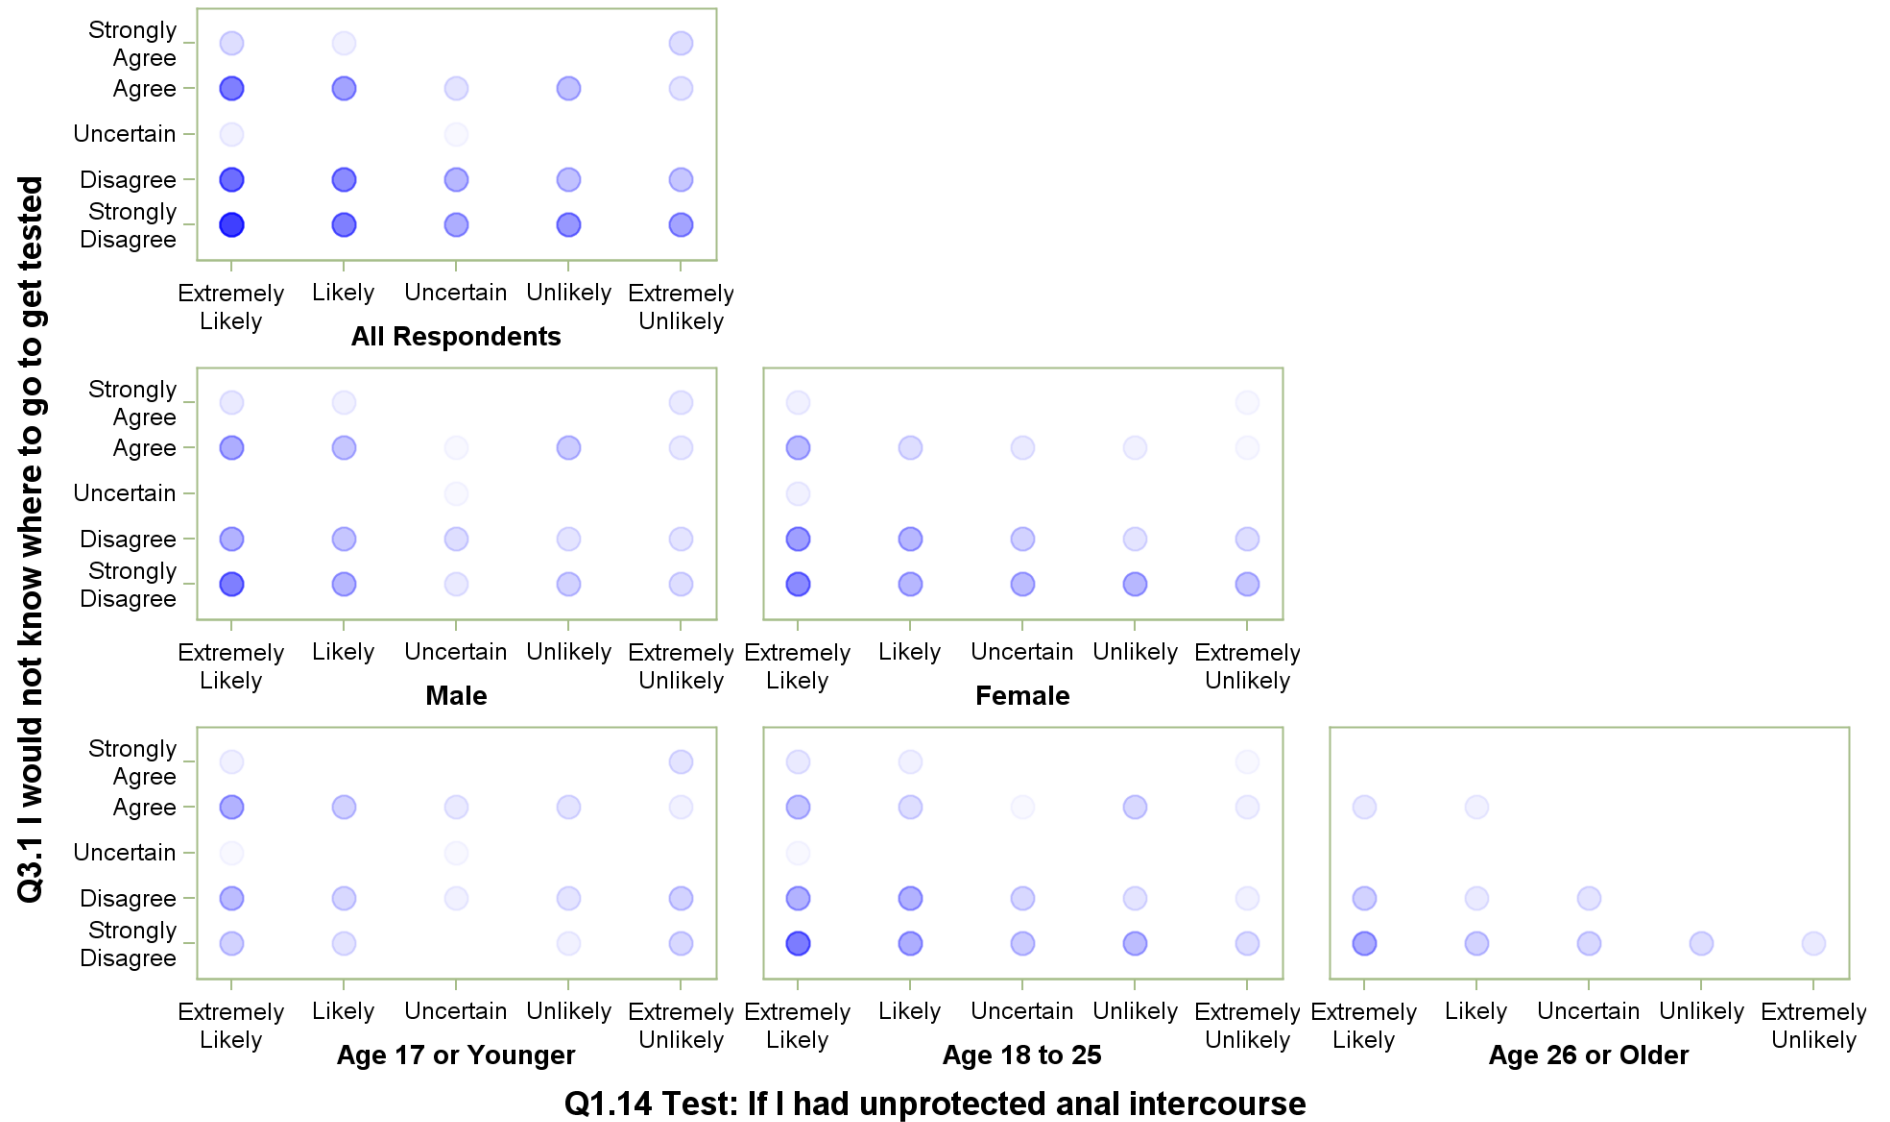 Q3.1 I would not know where to go to get tested
Strongly
Agree
Agree
Uncertain
Disagree
Strongly
Disagree
Extremely
Likely
Likely
Uncertain
Unlikely
Extremely
Unlikely
All Respondents
Strongly
Agree
Agree
Uncertain
Disagree
Strongly
Disagree
Extremely
Likely
Likely
Uncertain
Unlikely
Extremely
Unlikely
Male
Extremely
Likely
Likely
Uncertain
Unlikely
Extremely
Unlikely
Female
Strongly
Agree
Agree
Uncertain
Disagree
Strongly
Disagree
Extremely
Likely
Likely
Uncertain
Unlikely
Extremely
Unlikely
Age 17 or Younger
Extremely
Likely
Likely
Uncertain
Unlikely
Extremely
Unlikely
Age 18 to 25
Extremely
Likely
Likely
Uncertain
Unlikely
Extremely
Unlikely
Age 26 or Older
Q1.14 Test: If I had unprotected anal intercourse